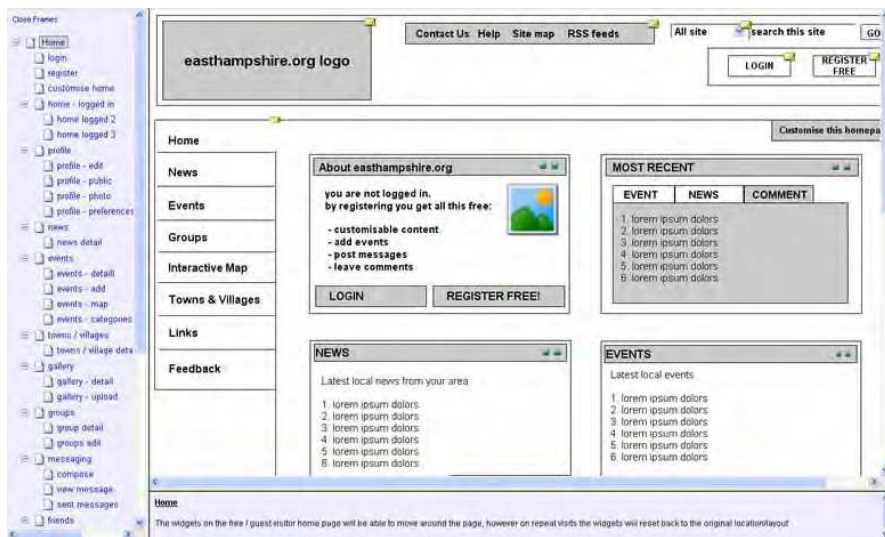 Close Frames
Home
login
register
customise home
home - logged in
home logged 2
home logged 3
profile
profile - edit
profile - public
profile - photo
profile - preferences
news
news detail
events
events - detaill
events - add
events - map
events - categories
towns / villages
towns / village deta
gallery
gallery - detail
gallery - upload
groups
group detail
groups edit
messaging
compose
view message
sent messages
friends
easthampshire.org logo
Contact Us Help Site map RSS feeds
All site
search this site
GO
LOGIN
REGISTER
FREE
Customise this homepa
Home
News
Events
Groups
Interactive Map
Towns & Villages
Links
Feedback
About easthampshire.org
you are not logged in.
by registering you get all this free:
- customisable content
- add events
- post messages
- leave comments
LOGIN
REGISTER FREE!
MOST RECENT
EVENT NEWS COMMENT
1. lorem ipsum dolors
2. lorem ipsum dolors
3. lorem ipsum dolors
4. lorem ipsum dolors
5. lorem ipsum dolors
6. lorem ipsum dolors
NEWS
Latest local news from your area
1. lorem ipsum dolors
2. lorem ipsum dolors
3. lorem ipsum dolors
4. lorem ipsum dolors
5. lorem ipsum dolors
6. lorem ipsum dolors
EVENTS
Latest local events
1. lorem ipsum dolors
2. lorem ipsum dolors
3. lorem ipsum dolors
4. lorem ipsum dolors
5. lorem ipsum dolors
6. lorem ipsum dolors
Home
The widgets on the free / guest visitor home page will be able to move around the page, however on repeat visits the widgets will reset back to the original location/layout